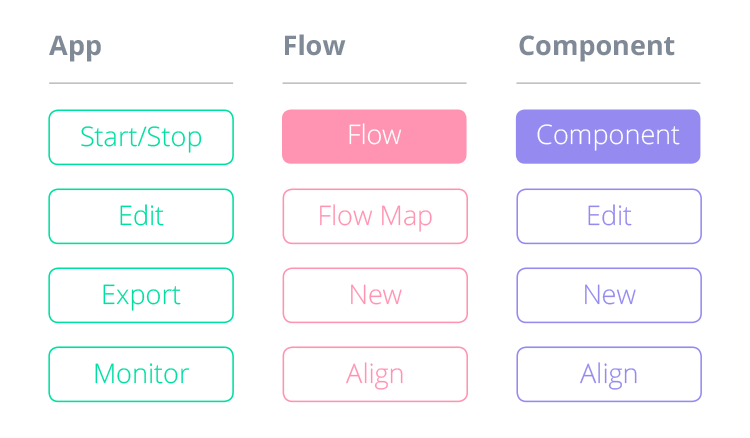 App
Flow
Component
Start/Stop
Flow
Component
Edit
Flow Map
Edit
Export
New
New
Monitor
Align
Align